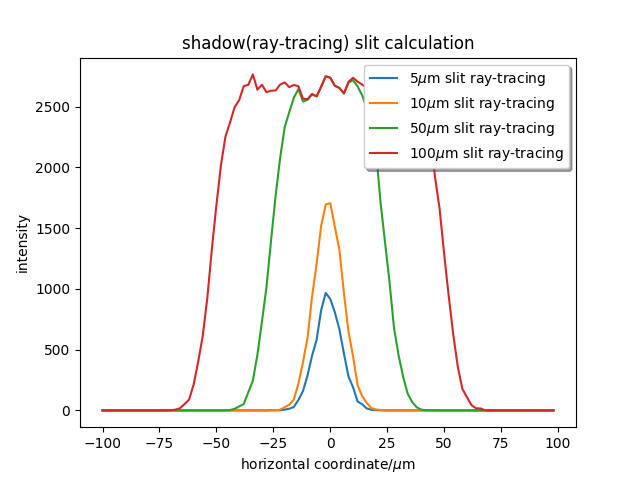 shadow(ray-tracing) slit calculation
5μm slit ray-tracing
10μm slit ray-tracing
50μm slit ray-tracing
100μm slit ray-tracing
2500
2000
1500
1000
500
0
intensity
−100 −75 −50 −25 0 25 50 75 100
horizontal coordinate/μm